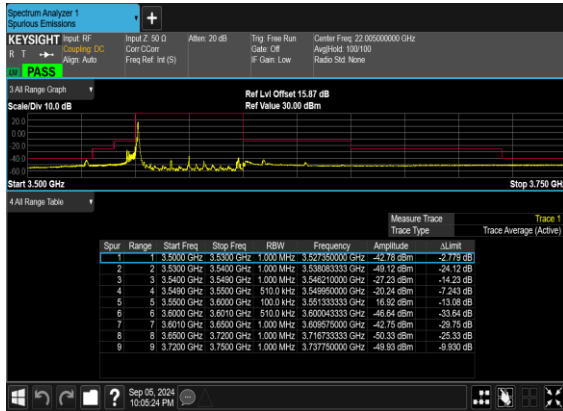 Spectrum Analyzer 1
Spurious Emissions
+
KEYSIGHT Input: RF Input Z: 50 Ω Atten: 20 dB Trig: Free Run Center Freq: 22.005000000 GHz
R T Coupling: DC Corr CCorr Gate: Off Avg|Hold: 100/100
Align: Auto Freq Ref: Int (S) IF Gain: Low Radio Std: None
PASS
3 All Range Graph
Ref Lvl Offset 15.87 dB
Scale/Div 10.0 dB Ref Value 30.00 dBm
20.0
0.00
-20.0
-40.0
-60.0
Start 3.500 GHz Stop 3.750 GH
4 All Range Table
Measure Trace Trace 1
Trace Type Trace Average (Active)
Spur Range Start Freq Stop Freq RBW Frequency Amplitude ΔLimit
1 1 3.5000 GHz 3.5300 GHz 1.000 MHz 3.527350000 GHz -42.78 dBm -2.779 dB
2 2 3.5300 GHz 3.5400 GHz 1.000 MHz 3.538083333 GHz -49.12 dBm -24.12 dB
3 3 3.5400 GHz 3.5490 GHz 1.000 MHz 3.546210000 GHz -27.23 dBm -14.23 dB
4 4 3.5490 GHz 3.5500 GHz 510.0 kHz 3.549950000 GHz -20.24 dBm -7.243 dB
5 5 3.5500 GHz 3.6000 GHz 100.0 kHz 3.551333333 GHz 16.92 dBm -13.08 dB
6 6 3.6000 GHz 3.6010 GHz 510.0 kHz 3.600043333 GHz -46.64 dBm -33.64 dB
7 7 3.6010 GHz 3.6500 GHz 1.000 MHz 3.609575000 GHz -42.75 dBm -29.75 dB
8 8 3.6500 GHz 3.7200 GHz 1.000 MHz 3.716733333 GHz -50.33 dBm -25.33 dB
9 9 3.7200 GHz 3.7500 GHz 1.000 MHz 3.737750000 GHz -49.93 dBm -9.930 dB
? Sep 05, 2024
10:05:24 PM